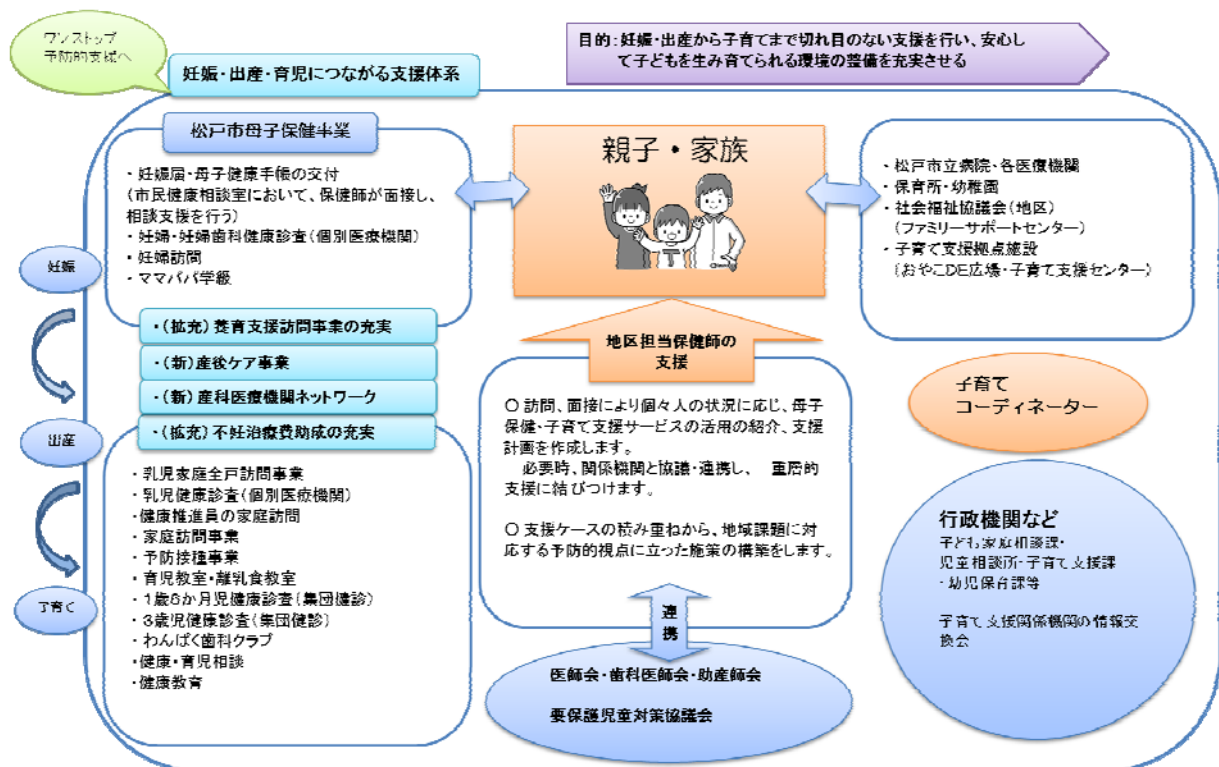 ワンストップ
予防的支援へ
目的：妊娠・出産から子育てまで切れ目のない支援を行い、安心し
て子どもを生み育てられる環境の整備を充実させる
妊娠・出産・育児につながる支援体系
松戸市母子保健事業
・妊娠届・母子健康手帳の交付
(市民健康相談室において、保健師が面接し、
相談支援を行う)
・妊婦・妊婦歯科健康診査(個別医療機関)
・妊婦訪問
・ママパパ学級
・(拡充) 養育支援訪問事業の充実
・(新)産後ケア事業
・(新) 産科医療機関ネットワーク
・(拡充) 不妊治療費助成の充実
・乳児家庭全戸訪問事業
・乳児健康診査(個別医療機関)
・健康推進員の家庭訪問
・家庭訪問事業
・予防接種事業
・育児教室・離乳食教室
・1歳6か月児健康診査(集団健診)
・3歳児健康診査(集団健診)
・わんぱく歯科クラブ
・健康・育児相談
・健康教育
妊娠
出産
子育て
親子・家族
地区担当保健師の
支援
○ 訪問、面接により個々人の状況に応じ、母子
保健・子育て支援サービスの活用の紹介、支援
計画を作成します。
必要時、関係機関と協議・連携し、 重層的
支援に結びつけます。
○ 支援ケースの積み重ねから、地域課題に対
応する予防的視点に立った施策の構築をします。
連
携
医師会・歯科医師会・助産師会
要保護児童対策協議会
・松戸市立病院・各医療機関
・保育所・幼稚園
・社会福祉協議会(地区)
(ファミリーサポートセンター)
・子育て支援拠点施設
(おやこDE広場・子育て支援センター)
子育て
コーディネーター
行政機関など
子ども家庭相談課・
児童相談所・子育て支援課
・幼児保育課等
子育て支援関係機関の情報交
換会